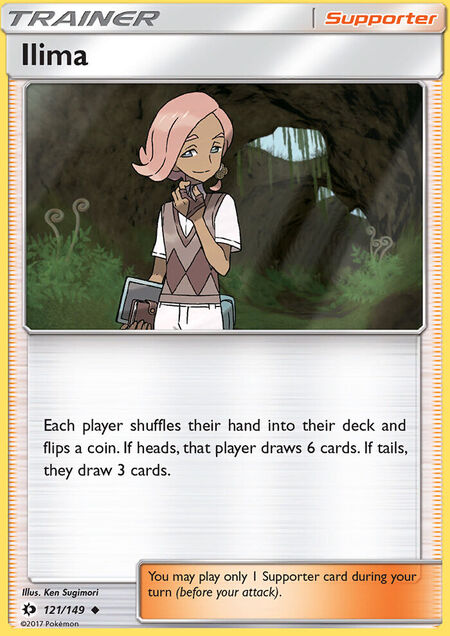 TRAINER Supporter
Ilima
Each player shuffles their hand into their deck and
flips a coin. If heads, that player draws 6 cards. If tails,
they draw 3 cards.
Illus. Ken Sugimori
You may play only 1 Supporter card during your
turn (before your attack).
121/149
©2017 Pokémon